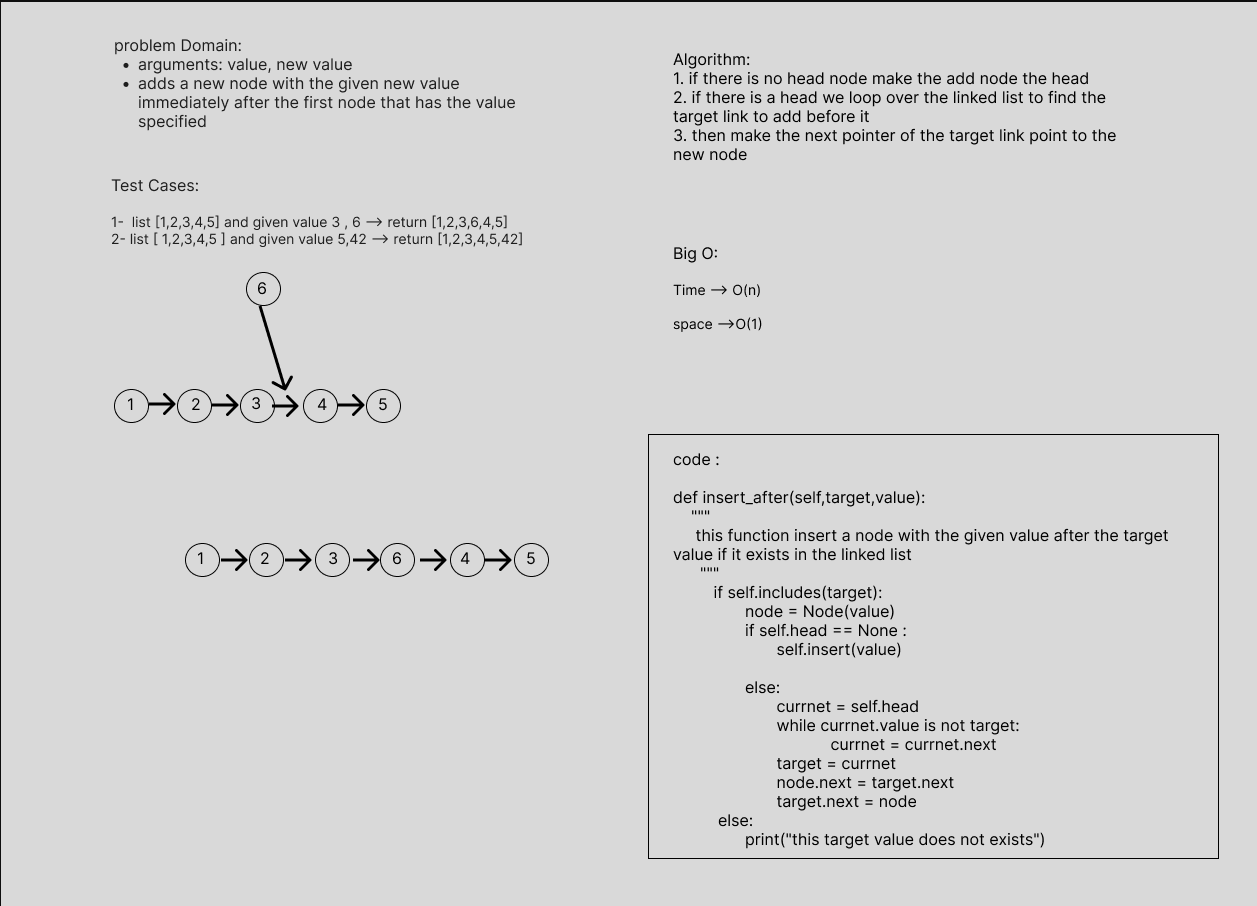 problem Domain:
• arguments: value, new value
• adds a new node with the given new value
immediately after the first node that has the value
specified
Test Cases:
1- list [1,2,3,4,5] and given value 3 , 6 --> return [1,2,3,6,4,5]
2- list [ 1,2,3,4,5 ] and given value 5,42 --> return [1,2,3,4,5,42]
6
1 2 3 4 5
1 2 3 6 4 5
Algorithm:
1. if there is no head node make the add node the head
2. if there is a head we loop over the linked list to find the
target link to add before it
3. then make the next pointer of the target link point to the
new node
Big O:
Time --> O(n)
space -->O(1)
code :
def insert_after(self,target,value):
"""
this function insert a node with the given value after the target
value if it exists in the linked list
"""
if self.includes(target):
node = Node(value)
if self.head == None :
self.insert(value)
else:
currnet = self.head
while currnet.value is not target:
currnet = currnet.next
target = currnet
node.next = target.next
target.next = node
else:
print("this target value does not exists")